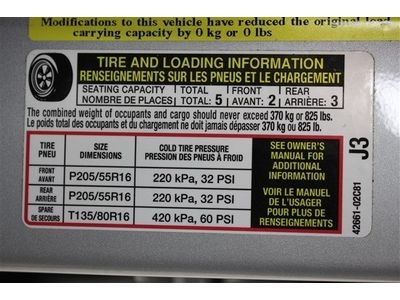 Modifications to this vehicle have reduced the original load
carrying capacity by 0 kg or 0 lbs
TIRE AND LOADING INFORMATION
RENSEIGNEMENTS SUR LES PNEUS ET LE CHARGEMENT
SEATING CAPACITY TOTAL FRONT REAR
NOMBRE DE PLACES TOTAL: 5 AVANT: 2 ARRIÈRE: 3
The combined weight of occupants and cargo should never exceed 370 kg or 825 lbs.
Le poids total des occupants et du chargement ne doit jamais dépasser 370 kg ou 825 lb.
TIRE SIZE COLD TIRE PRESSURE
PNEU DIMENSIONS PRESSION DES PNEUS À FROID
FRONT
AVANT P205/55R16 220 kPa, 32 PSI
REAR
ARRIÈRE P205/55R16 220 kPa, 32 PSI
SPARE
DE SECOURS T135/80R16 420 kPa, 60 PSI
SEE OWNER'S
MANUAL FOR
ADDITIONAL
INFORMATION
VOIR LE MANUEL
DE L'USAGER
POUR PLUS DE
RENSEIGNEMENTS
J3
42661-02C81